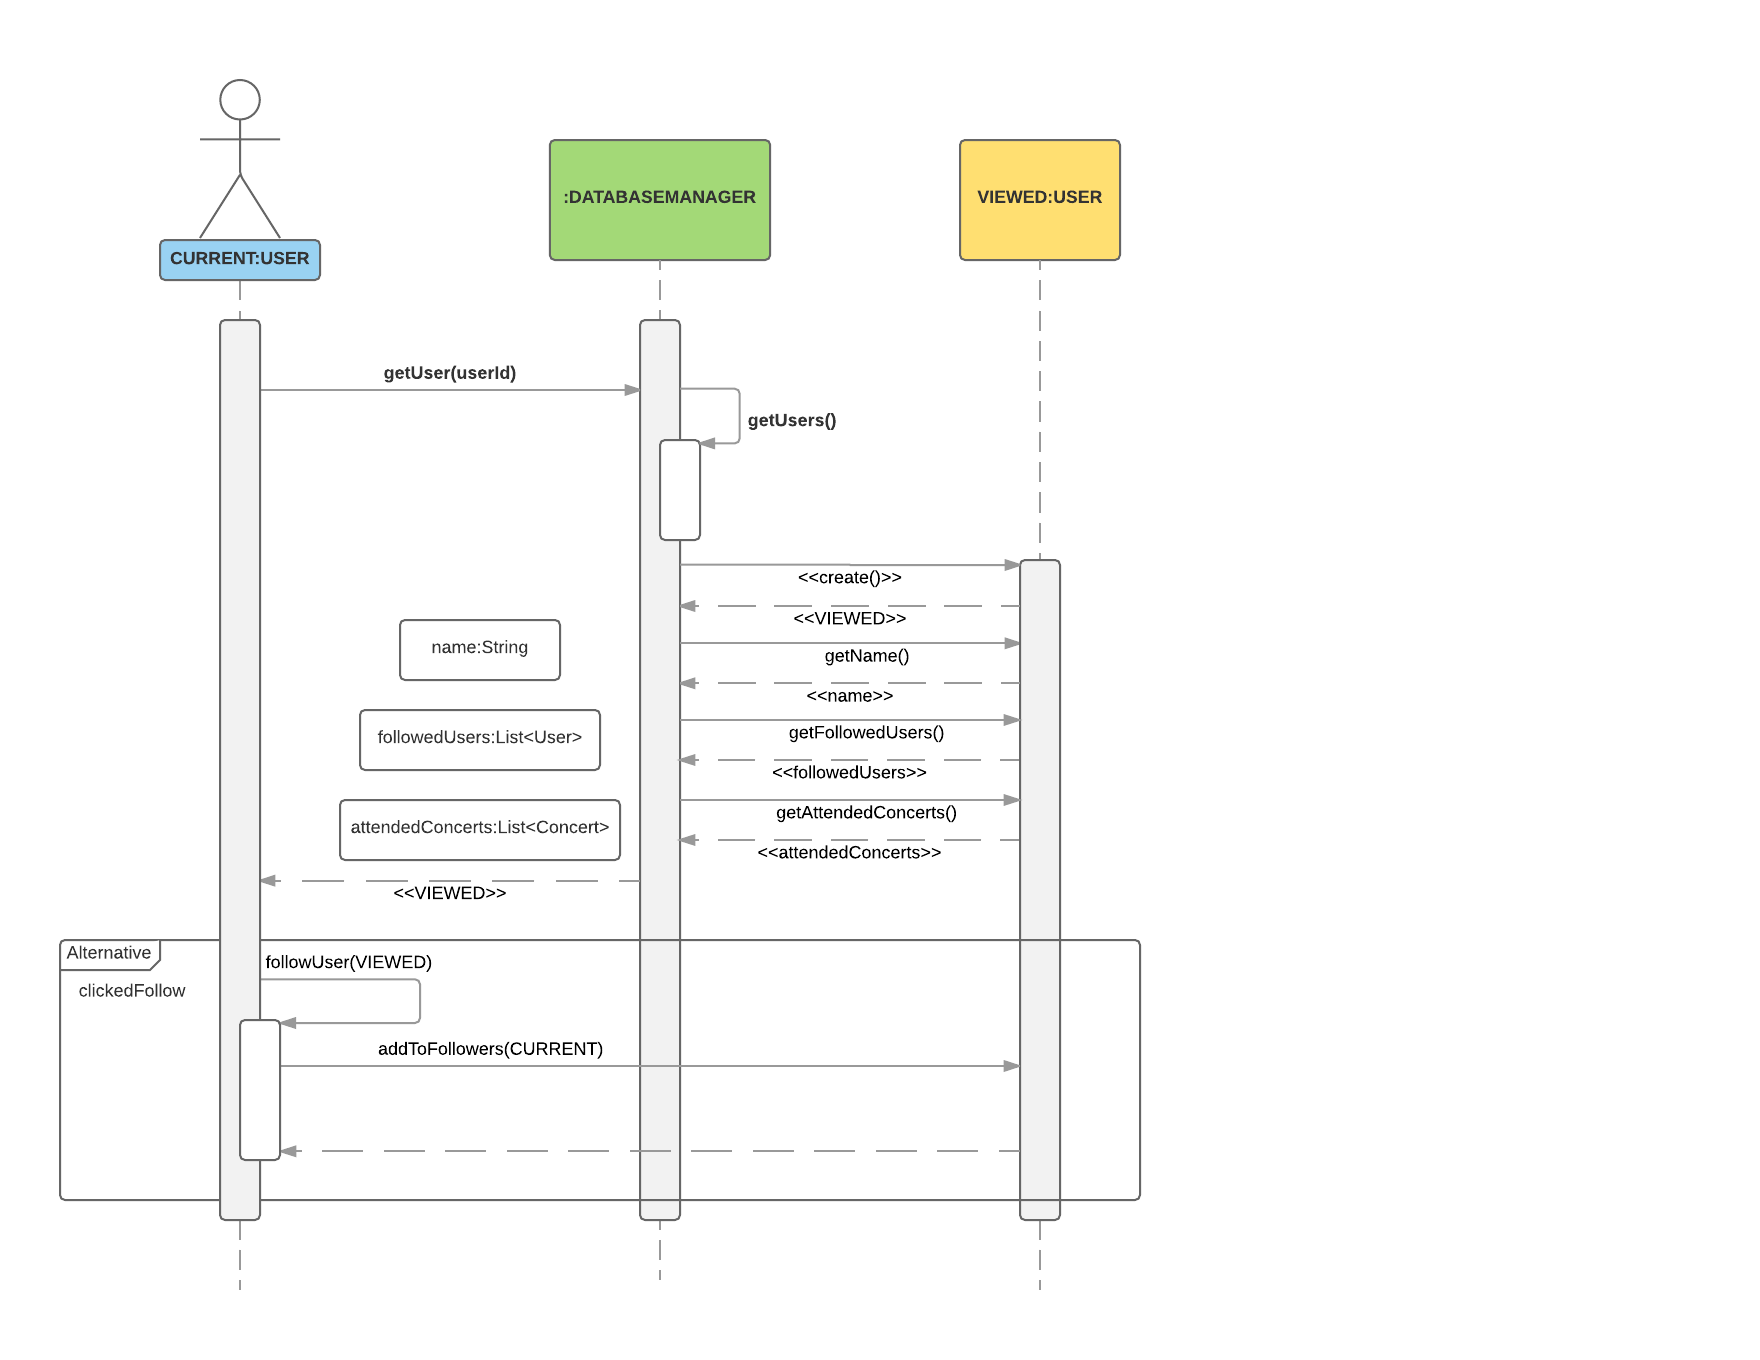 :DATABASEMANAGER
VIEWED:USER
CURRENT:USER
getUser(userId)
getUsers()
<<create()>>
<<VIEWED>>
name:String
getName()
<<name>>
followedUsers:List<User>
getFollowedUsers()
<<followedUsers>>
getAttendedConcerts()
attendedConcerts:List<Concert>
<<attendedConcerts>>
<<VIEWED>>
Alternative
followUser(VIEWED)
clickedFollow
addToFollowers(CURRENT)